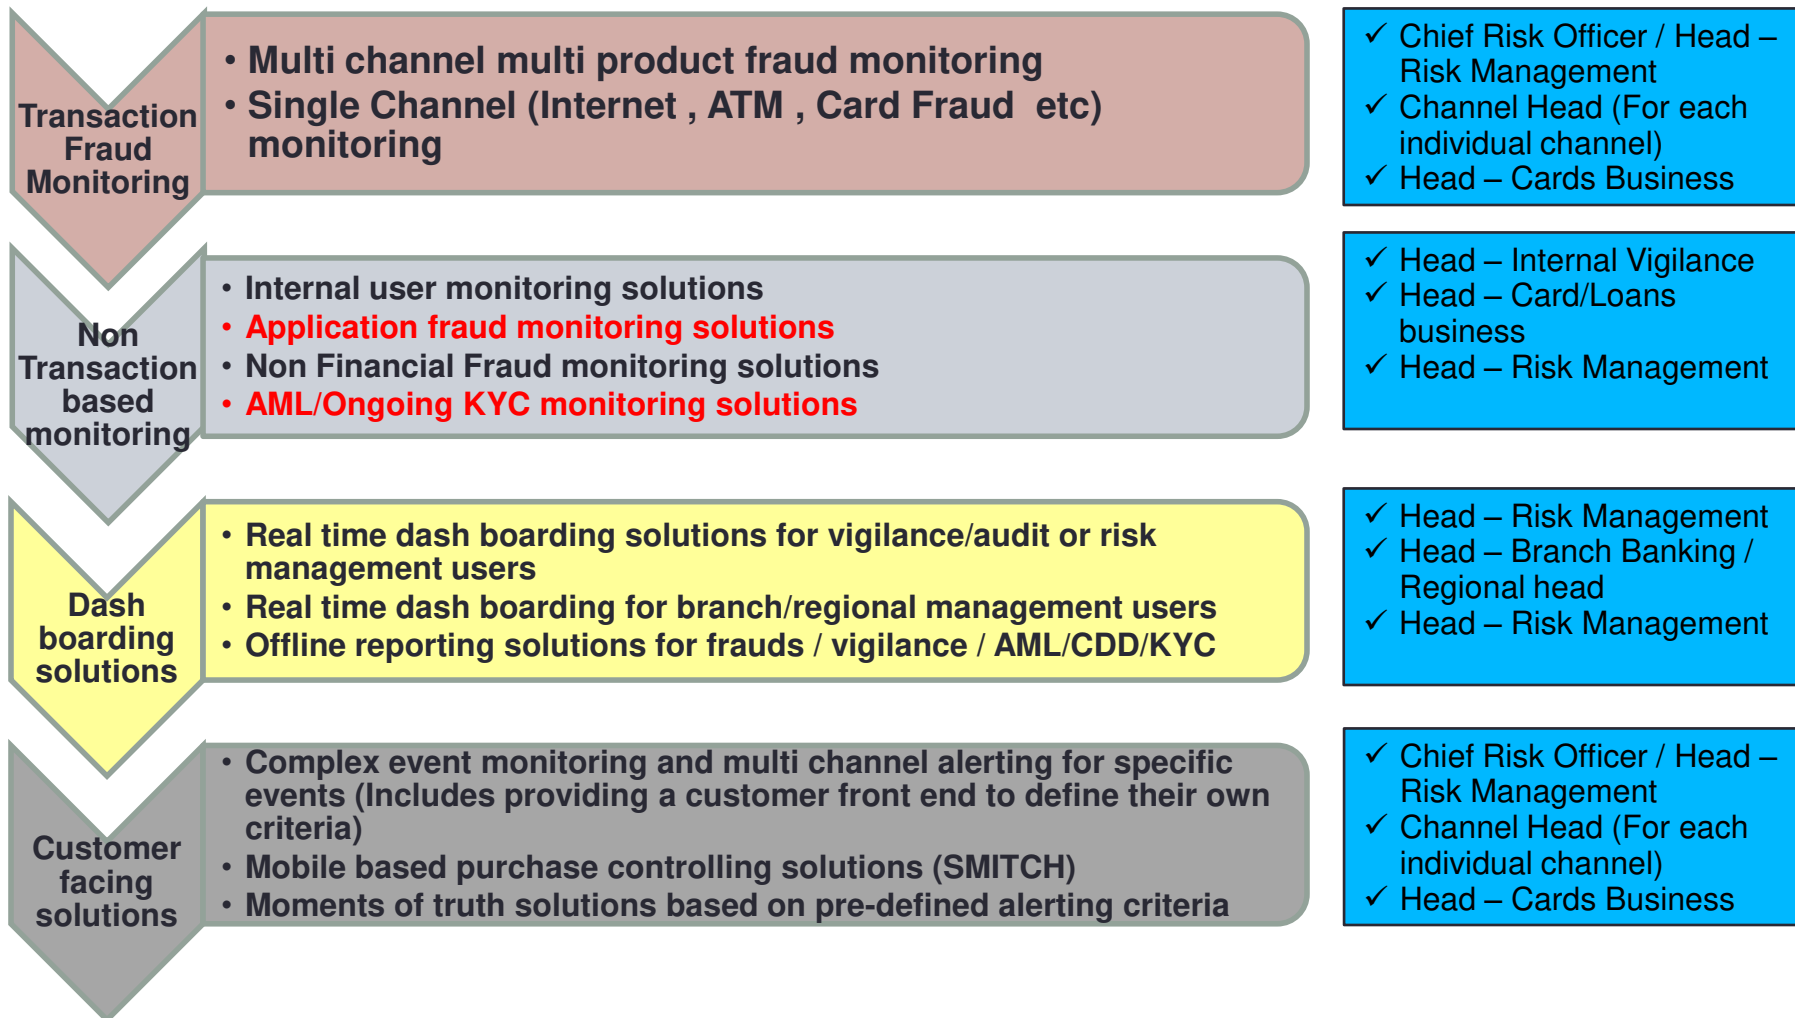 Transaction
Fraud
Monitoring
• Multi channel multi product fraud monitoring
• Single Channel (Internet , ATM , Card Fraud etc)
monitoring
✓ Chief Risk Officer / Head –
Risk Management
✓ Channel Head (For each
individual channel)
✓ Head – Cards Business
Non
Transaction
based
monitoring
• Internal user monitoring solutions
• Application fraud monitoring solutions
• Non Financial Fraud monitoring solutions
• AML/Ongoing KYC monitoring solutions
✓ Head – Internal Vigilance
✓ Head – Card/Loans
business
✓ Head – Risk Management
Dash
boarding
solutions
• Real time dash boarding solutions for vigilance/audit or risk
management users
• Real time dash boarding for branch/regional management users
• Offline reporting solutions for frauds / vigilance / AML/CDD/KYC
✓ Head – Risk Management
✓ Head – Branch Banking /
Regional head
✓ Head – Risk Management
Customer
facing
solutions
• Complex event monitoring and multi channel alerting for specific
events (Includes providing a customer front end to define their own
criteria)
• Mobile based purchase controlling solutions (SMITCH)
• Moments of truth solutions based on pre-defined alerting criteria
✓ Chief Risk Officer / Head –
Risk Management
✓ Channel Head (For each
individual channel)
✓ Head – Cards Business